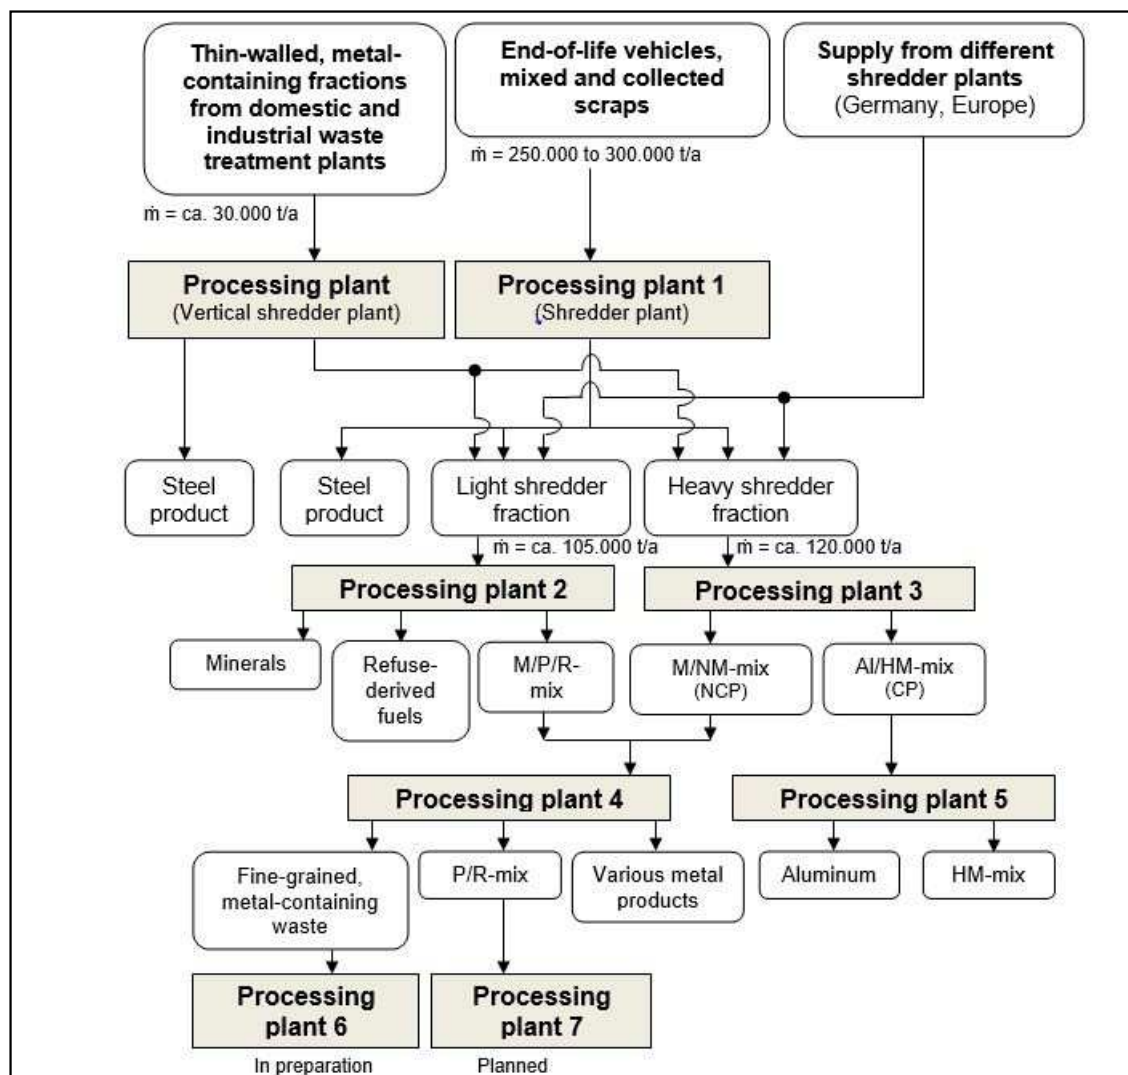 Thin-walled, metal-
containing fractions
from domestic and
industrial waste
treatment plants
End-of-life vehicles,
mixed and collected
scraps
Supply from different
shredder plants
(Germany, Europe)
ṁ = ca. 30.000 t/a
ṁ = 250.000 to 300.000 t/a
Processing plant
(Vertical shredder plant)
Processing plant 1
(Shredder plant)
Steel
product
Steel
product
Light shredder
fraction
Heavy shredder
fraction
ṁ = ca. 105.000 t/a
ṁ = ca. 120.000 t/a
Processing plant 2
Processing plant 3
Minerals
Refuse-
derived
fuels
M/P/R-
mix
M/NM-mix
(NCP)
Al/HM-mix
(CP)
Processing plant 4
Processing plant 5
Fine-grained,
metal-containing
waste
P/R-mix
Various metal
products
Aluminum
HM-mix
Processing
plant 6
Processing
plant 7
In preparation
Planned